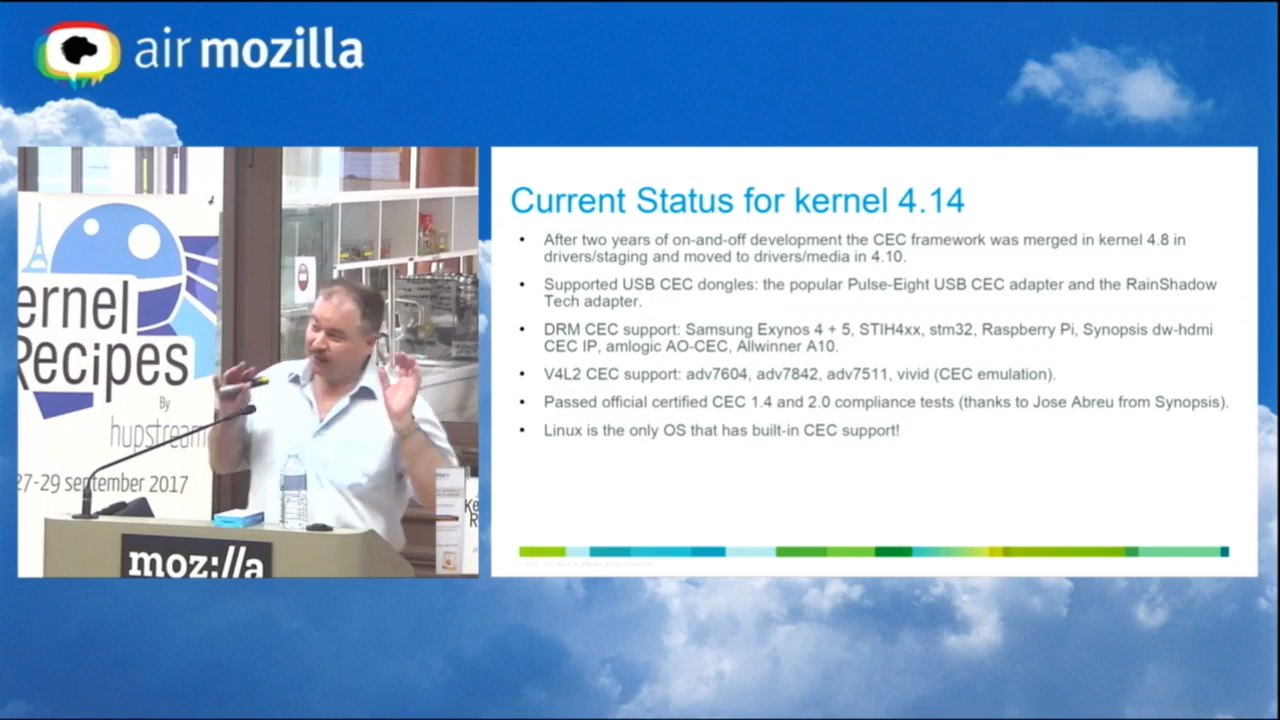 air mozilla
ernel
Recipes
By
hupstream
27-29 september 2017
moz://a
Current Status for kernel 4.14
• After two years of on-and-off development the CEC framework was merged in kernel 4.8 in
drivers/staging and moved to drivers/media in 4.10.
• Supported USB CEC dongles: the popular Pulse-Eight USB CEC adapter and the RainShadow
Tech adapter.
• DRM CEC support: Samsung Exynos 4 + 5, STIH4xx, stm32, Raspberry Pi, Synopsis dw-hdmi
CEC IP, amlogic AO-CEC, Allwinner A10.
• V4L2 CEC support: adv7604, adv7842, adv7511, vivid (CEC emulation).
• Passed official certified CEC 1.4 and 2.0 compliance tests (thanks to Jose Abreu from Synopsis).
• Linux is the only OS that has built-in CEC support!